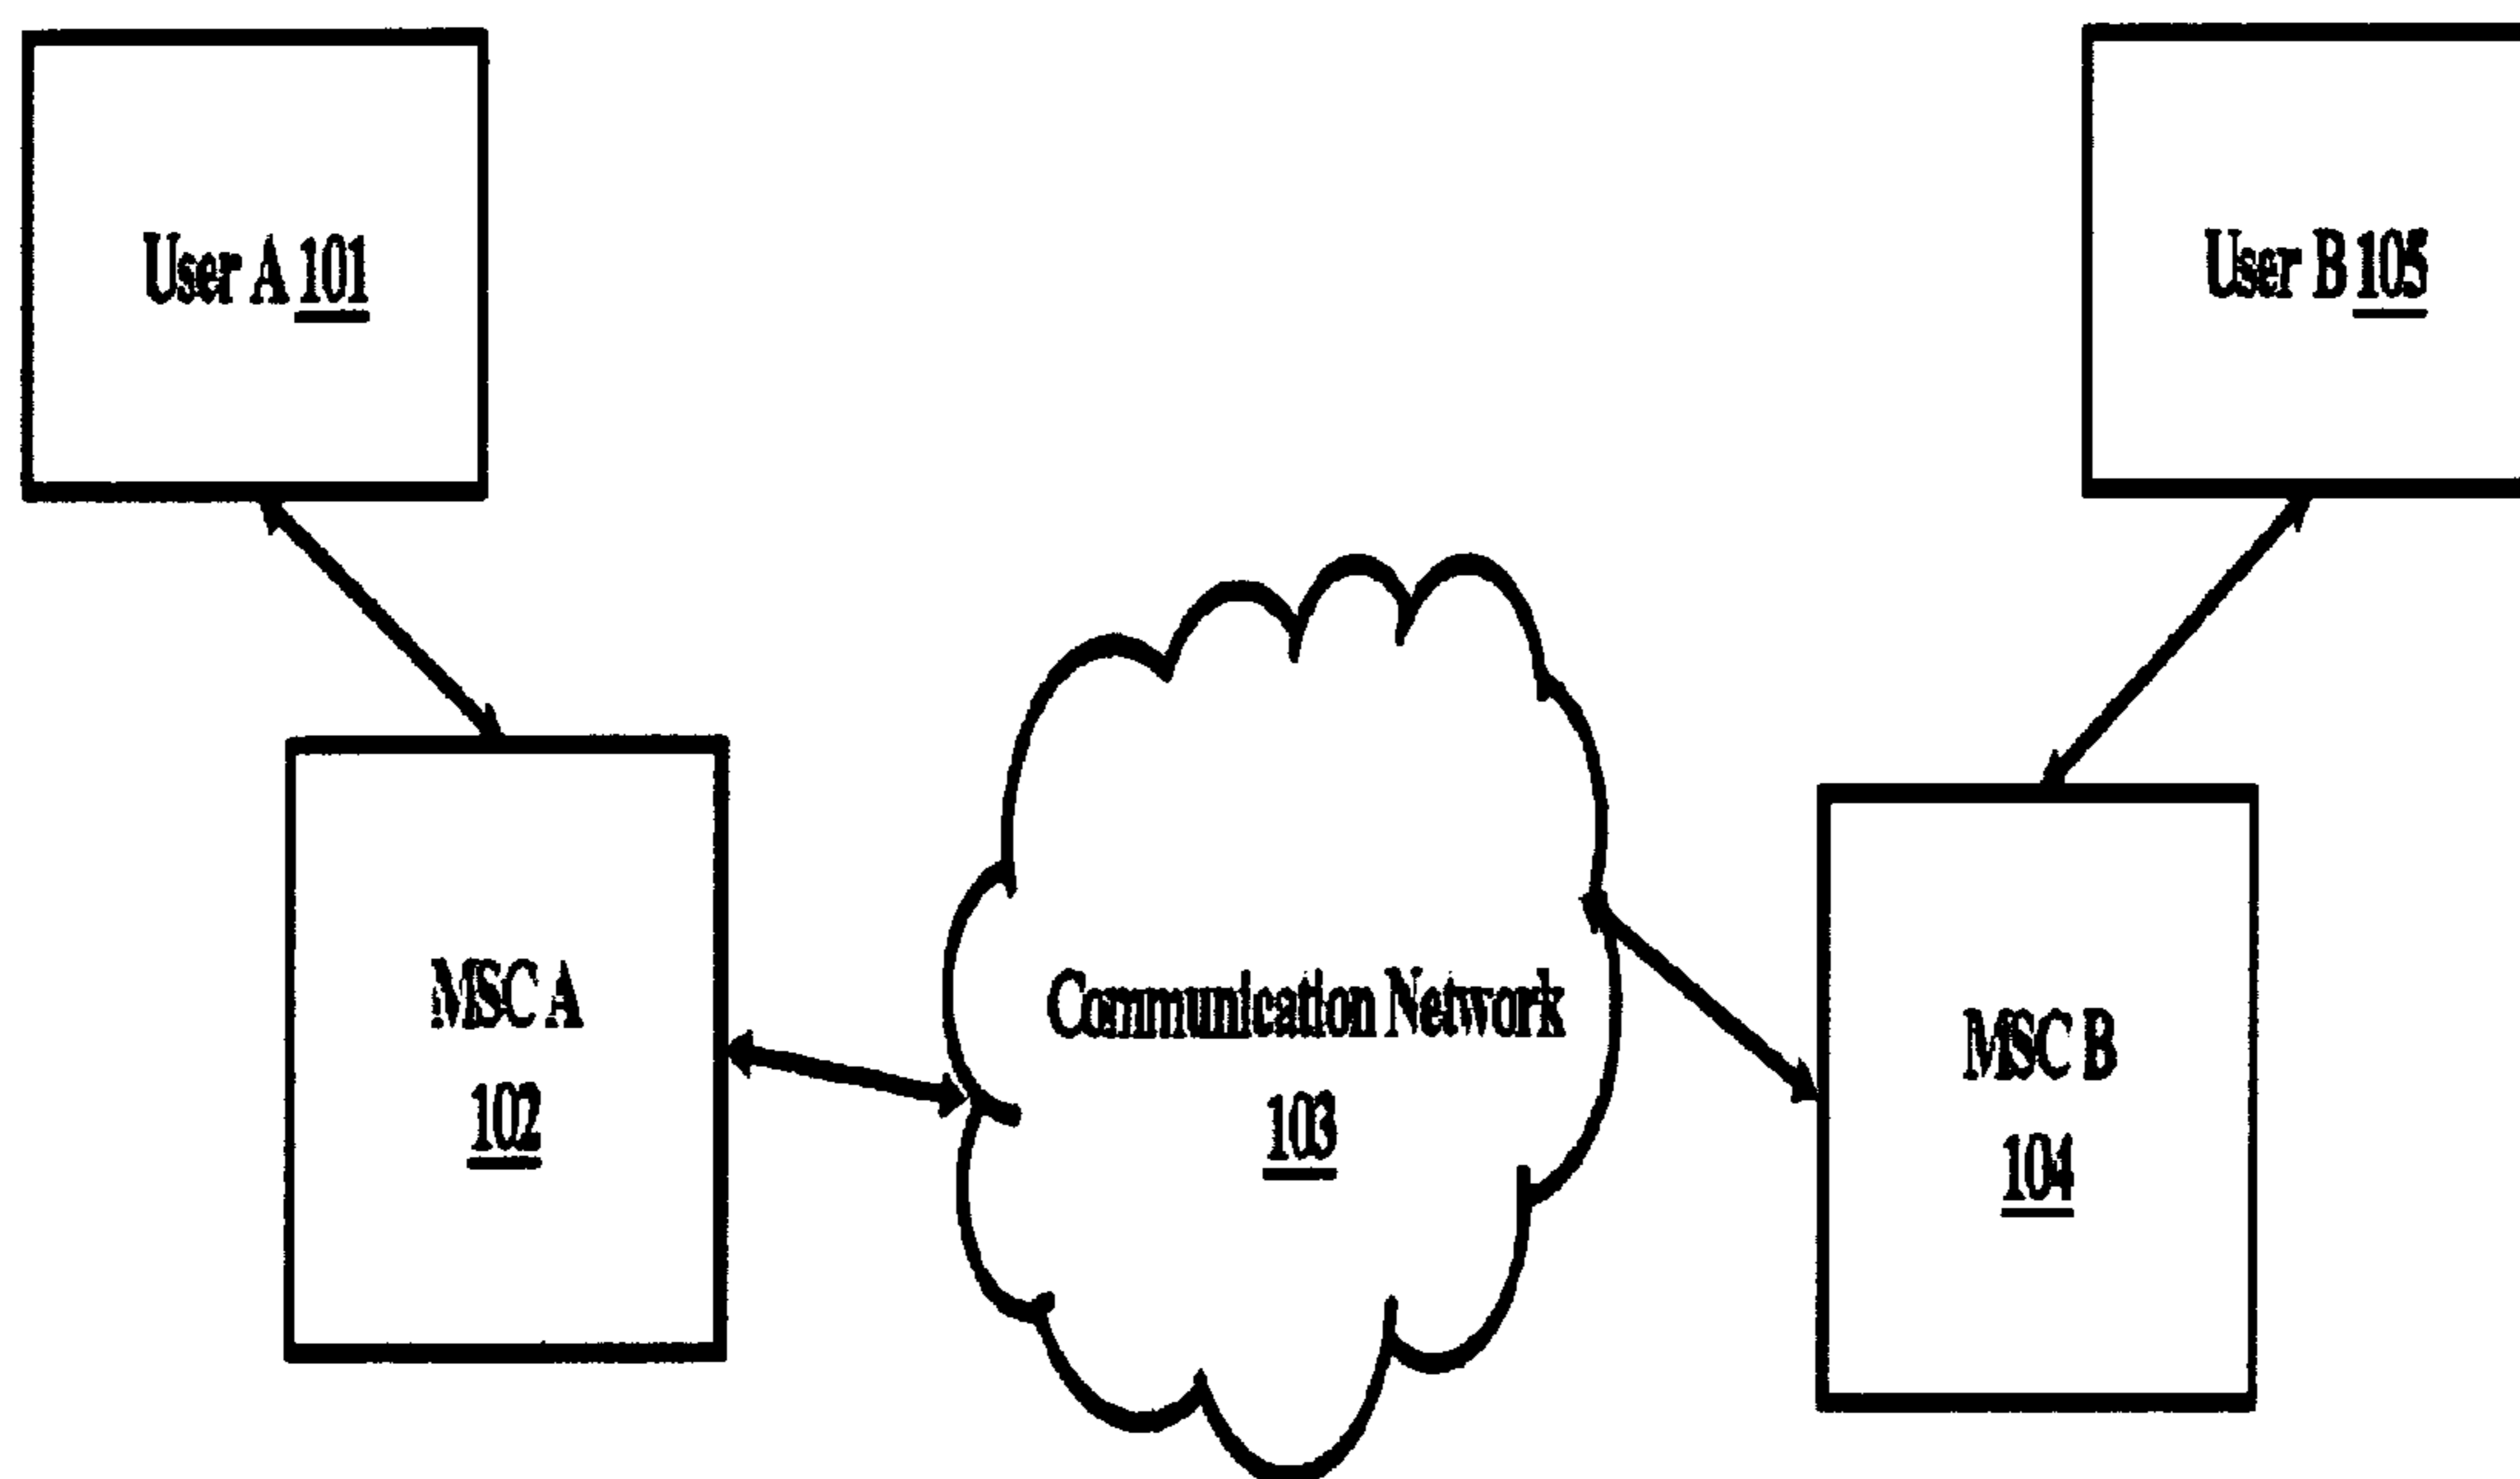 User A 101
User B 105
MSC A
102
Communication Network
103
MSC B
104